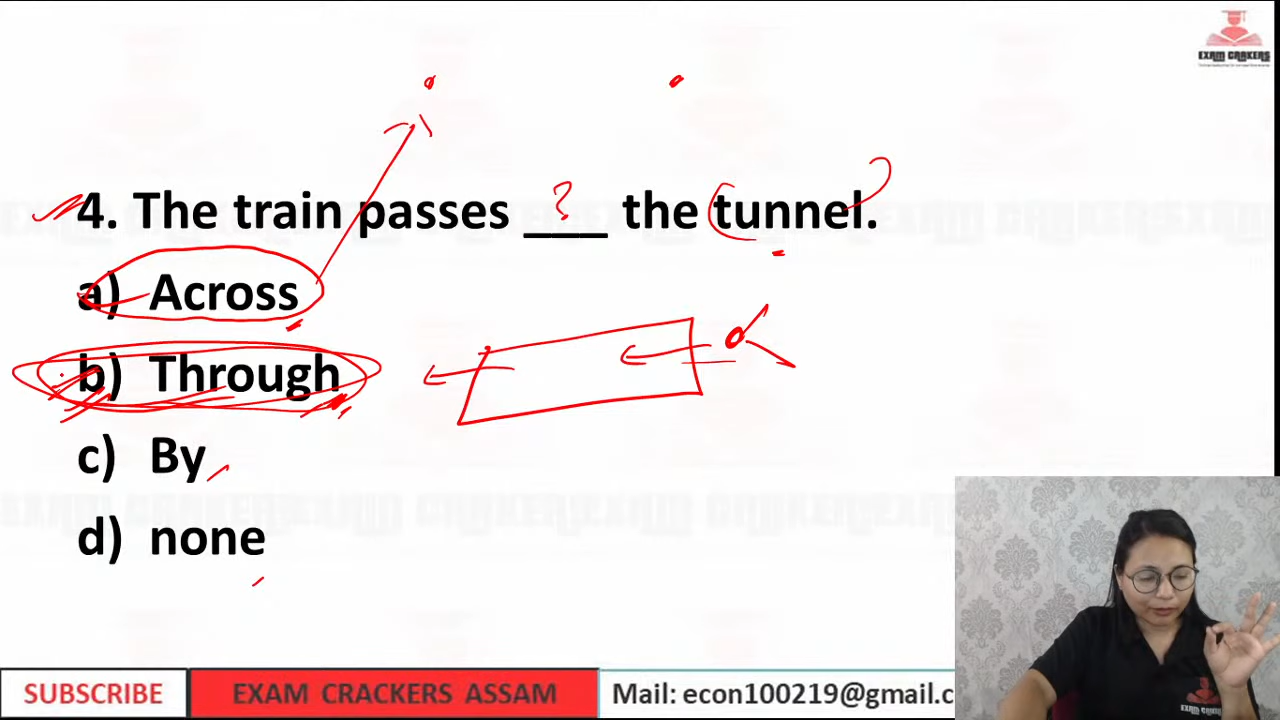 EXAM CRAKERS
4. The train passes ___ the tunnel.
a) Across
b) Through
c) By
d) none
SUBSCRIBE
EXAM CRACKERS ASSAM
Mail: econ100219@gmail.c